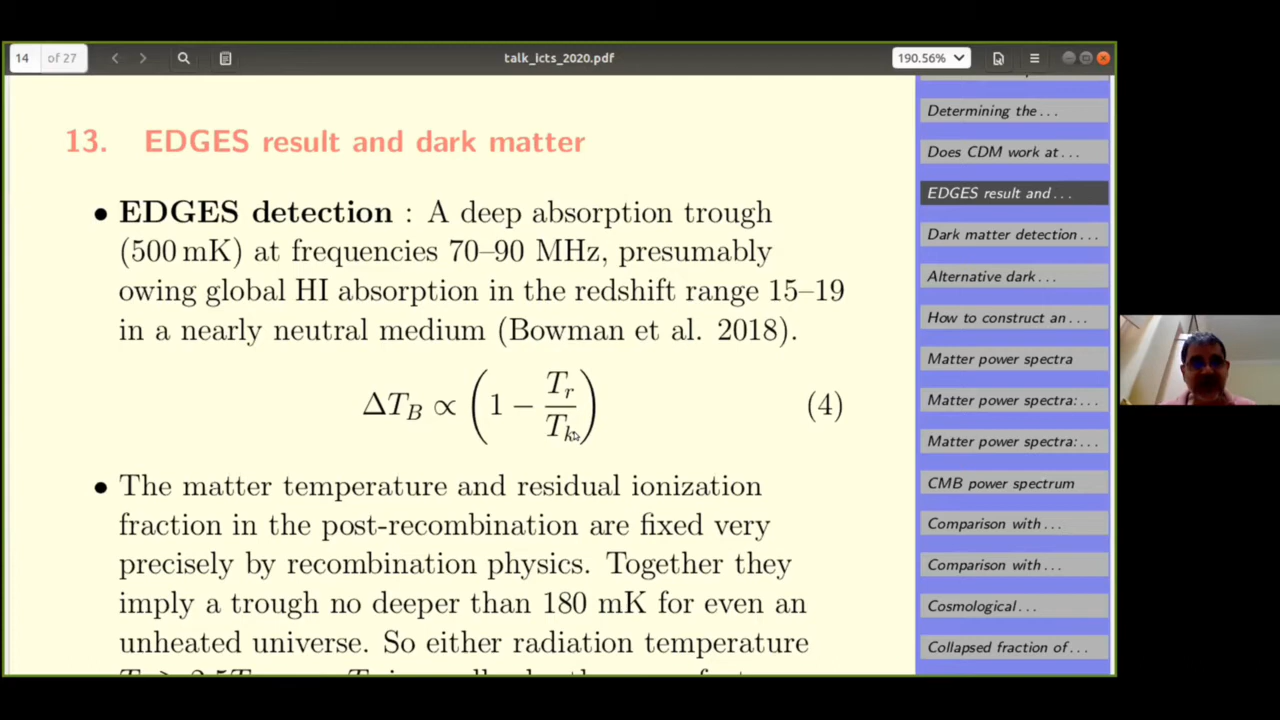 14 of 27
talk_icts_2020.pdf
190.56%
13. EDGES result and dark matter
• EDGES detection : A deep absorption trough
(500 mK) at frequencies 70–90 MHz, presumably
owing global HI absorption in the redshift range 15–19
in a nearly neutral medium (Bowman et al. 2018).
ΔT_B ∝ (1 − T_r/T_k) (4)
• The matter temperature and residual ionization
fraction in the post-recombination are fixed very
precisely by recombination physics. Together they
imply a trough no deeper than 180 mK for even an
unheated universe. So either radiation temperature
Determining the . . .
Does CDM work at . . .
EDGES result and . . .
Dark matter detection . . .
Alternative dark . . .
How to construct an . . .
Matter power spectra
Matter power spectra: . . .
Matter power spectra: . . .
CMB power spectrum
Comparison with . . .
Comparison with . . .
Cosmological . . .
Collapsed fraction of . . .